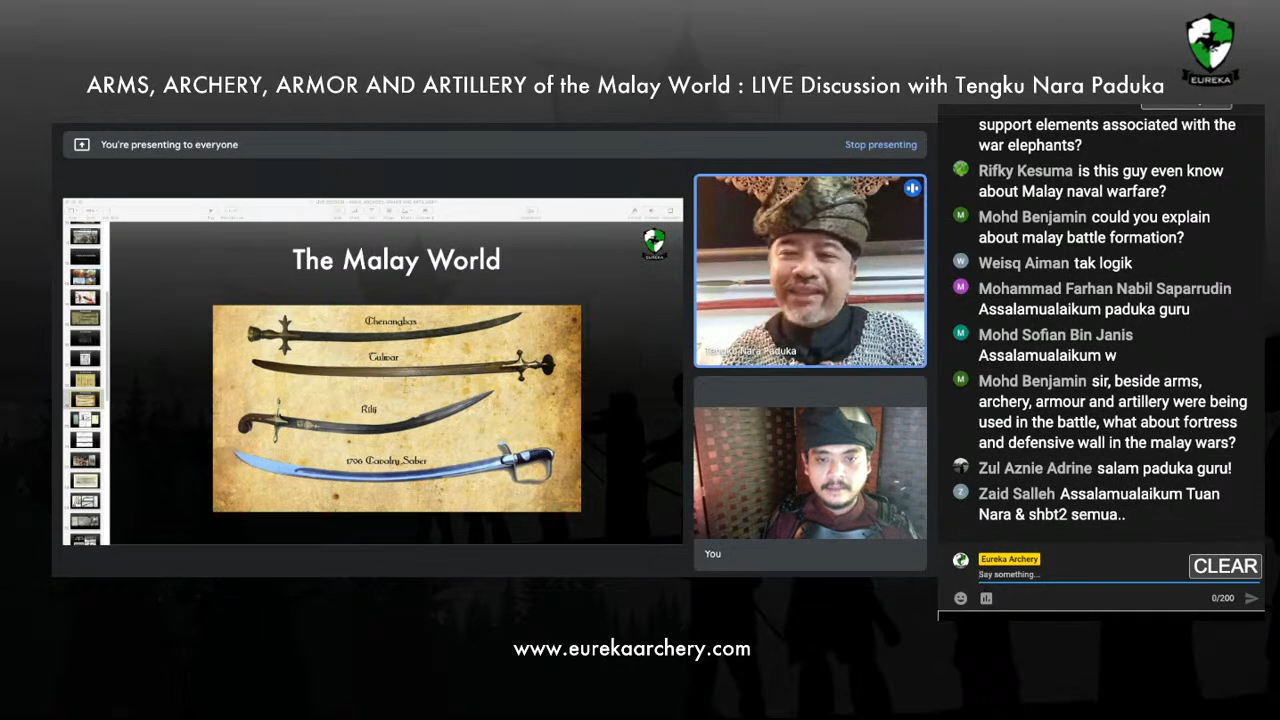 EUREKA
ARMS, ARCHERY, ARMOR AND ARTILLERY of the Malay World : LIVE Discussion with Tengku Nara Paduka
You're presenting to everyone
Stop presenting
The Malay World
Chenangkas
Tulwar
Kilij
1796 Cavalry Saber
Tengku Nara Paduka
You
support elements associated with the
war elephants?
Rifky Kesuma is this guy even know
about Malay naval warfare?
Mohd Benjamin could you explain
about malay battle formation?
Weisq Aiman tak logik
Mohammad Farhan Nabil Saparrudin
Assalamualaikum paduka guru
Mohd Sofian Bin Janis
Assalamualaikum w
Mohd Benjamin sir, beside arms,
archery, armour and artillery were being
used in the battle, what about fortress
and defensive wall in the malay wars?
Zul Aznie Adrine salam paduka guru!
Zaid Salleh Assalamualaikum Tuan
Nara & shbt2 semua..
Eureka Archery
Say something...
CLEAR
0/200
www.eurekaarchery.com